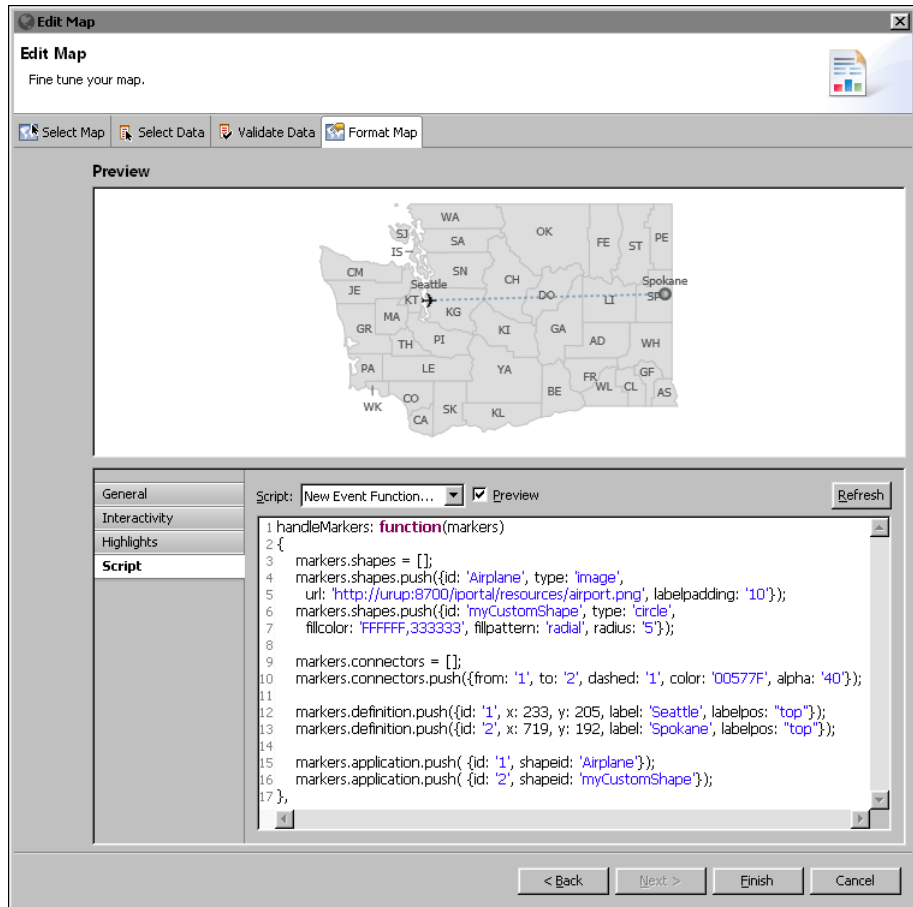 Edit Map
Edit Map
Fine tune your map.
Select Map Select Data Validate Data Format Map
Preview
WA
SJ SA OK FE ST PE
IS
CM SN CH Spokane
JE Seattle DO LI SP
KT
MA KG
GR KI GA AD WH
TH PI
PA LE YA FR GF
WL CL AS
BE
WK CO SK KL
CA
General
Interactivity
Highlights
Script
Script: New Event Function... Preview Refresh
1 handleMarkers: function(markers)
2 {
3 markers.shapes = [];
4 markers.shapes.push({id: 'Airplane', type: 'image',
5 url: 'http://urup:8700/iportal/resources/airport.png', labelpadding: '10'});
6 markers.shapes.push({id: 'myCustomShape', type: 'circle',
7 fillcolor: 'FFFFFF,333333', fillpattern: 'radial', radius: '5'});
8
9 markers.connectors = [];
10 markers.connectors.push({from: '1', to: '2', dashed: '1', color: '00577F', alpha: '40'});
11
12 markers.definition.push({id: '1', x: 233, y: 205, label: 'Seattle', labelpos: "top"});
13 markers.definition.push({id: '2', x: 719, y: 192, label: 'Spokane', labelpos: "top"});
14
15 markers.application.push( {id: '1', shapeid: 'Airplane'});
16 markers.application.push( {id: '2', shapeid: 'myCustomShape'});
17 },
< Back Next > Finish Cancel